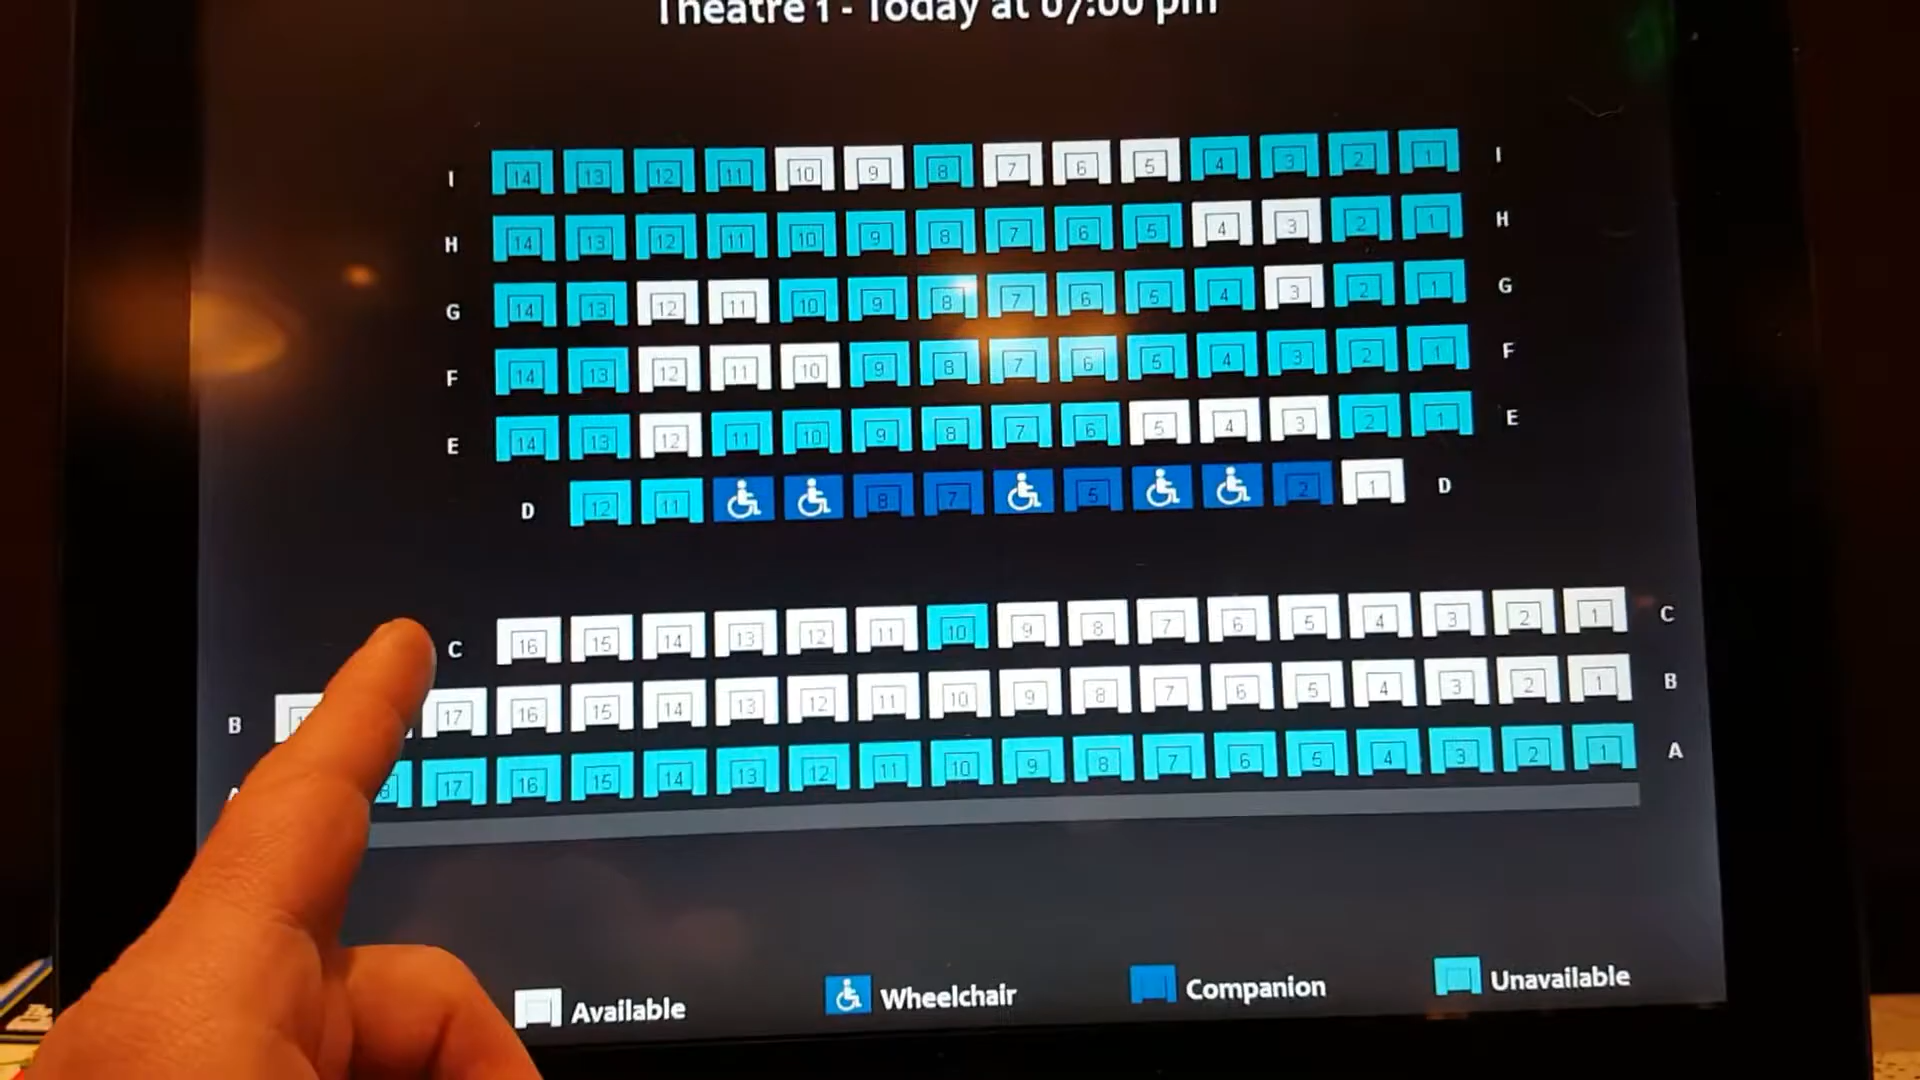 Theatre 1 - Today at 07:00 pm
I 14 13 12 11 10 9 8 7 6 5 4 3 2 1 I
H 14 13 12 11 10 9 8 7 6 5 4 3 2 1 H
G 14 13 12 11 10 9 8 7 6 5 4 3 2 1 G
F 14 13 12 11 10 9 8 7 6 5 4 3 2 1 F
E 14 13 12 11 10 9 8 7 6 5 4 3 2 1 E
D 12 11 8 7 5 2 1 D
C 16 15 14 13 12 11 10 9 8 7 6 5 4 3 2 1 C
B 17 16 15 14 13 12 11 10 9 8 7 6 5 4 3 2 1 B
17 16 15 14 13 12 11 10 9 8 7 6 5 4 3 2 1 A
Available Wheelchair Companion Unavailable